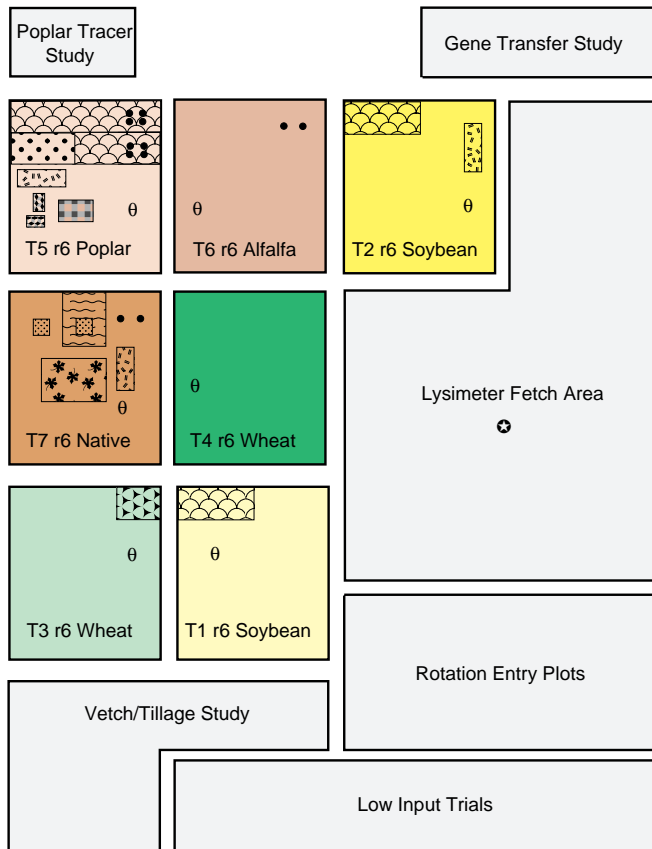 Poplar Tracer
Study
Gene Transfer Study
θ
θ
θ
T5 r6 Poplar
T6 r6 Alfalfa
T2 r6 Soybean
θ
θ
T7 r6 Native
T4 r6 Wheat
Lysimeter Fetch Area
θ
θ
T3 r6 Wheat
T1 r6 Soybean
Rotation Entry Plots
Vetch/Tillage Study
Low Input Trials